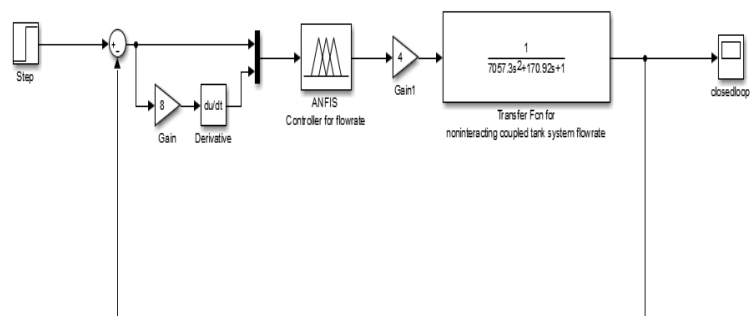 Step
+
-
8
Gain
du/dt
Derivative
ANFIS
Controller for flowrate
4
Gain1
1
7057.3s²+170.92s+1
Transfer Fcn for
noninteracting coupled tank system flowrate
closedloop